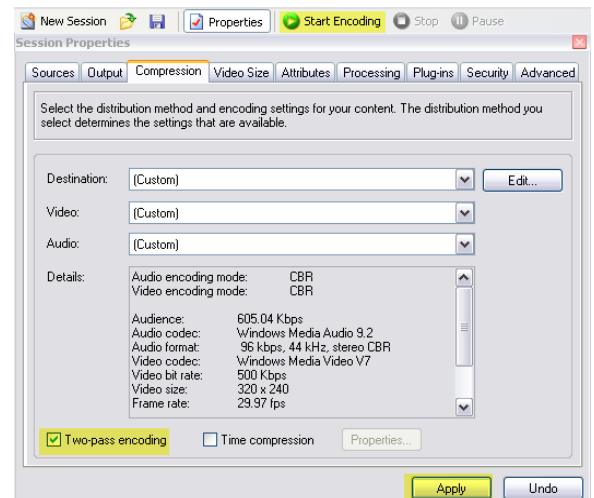 New Session Properties Start Encoding Stop Pause
Session Properties
Sources Output Compression Video Size Attributes Processing Plug-ins Security Advanced
Select the distribution method and encoding settings for your content. The distribution method you
select determines the settings that are available.
Destination: (Custom) Edit...
Video: (Custom)
Audio: (Custom)
Details: Audio encoding mode: CBR
Video encoding mode: CBR
Audience: 605.04 Kbps
Audio codec: Windows Media Audio 9.2
Audio format: 96 kbps, 44 kHz, stereo CBR
Video codec: Windows Media Video V7
Video bit rate: 500 Kbps
Video size: 320 x 240
Frame rate: 29.97 fps
Two-pass encoding Time compression Properties...
Apply Undo